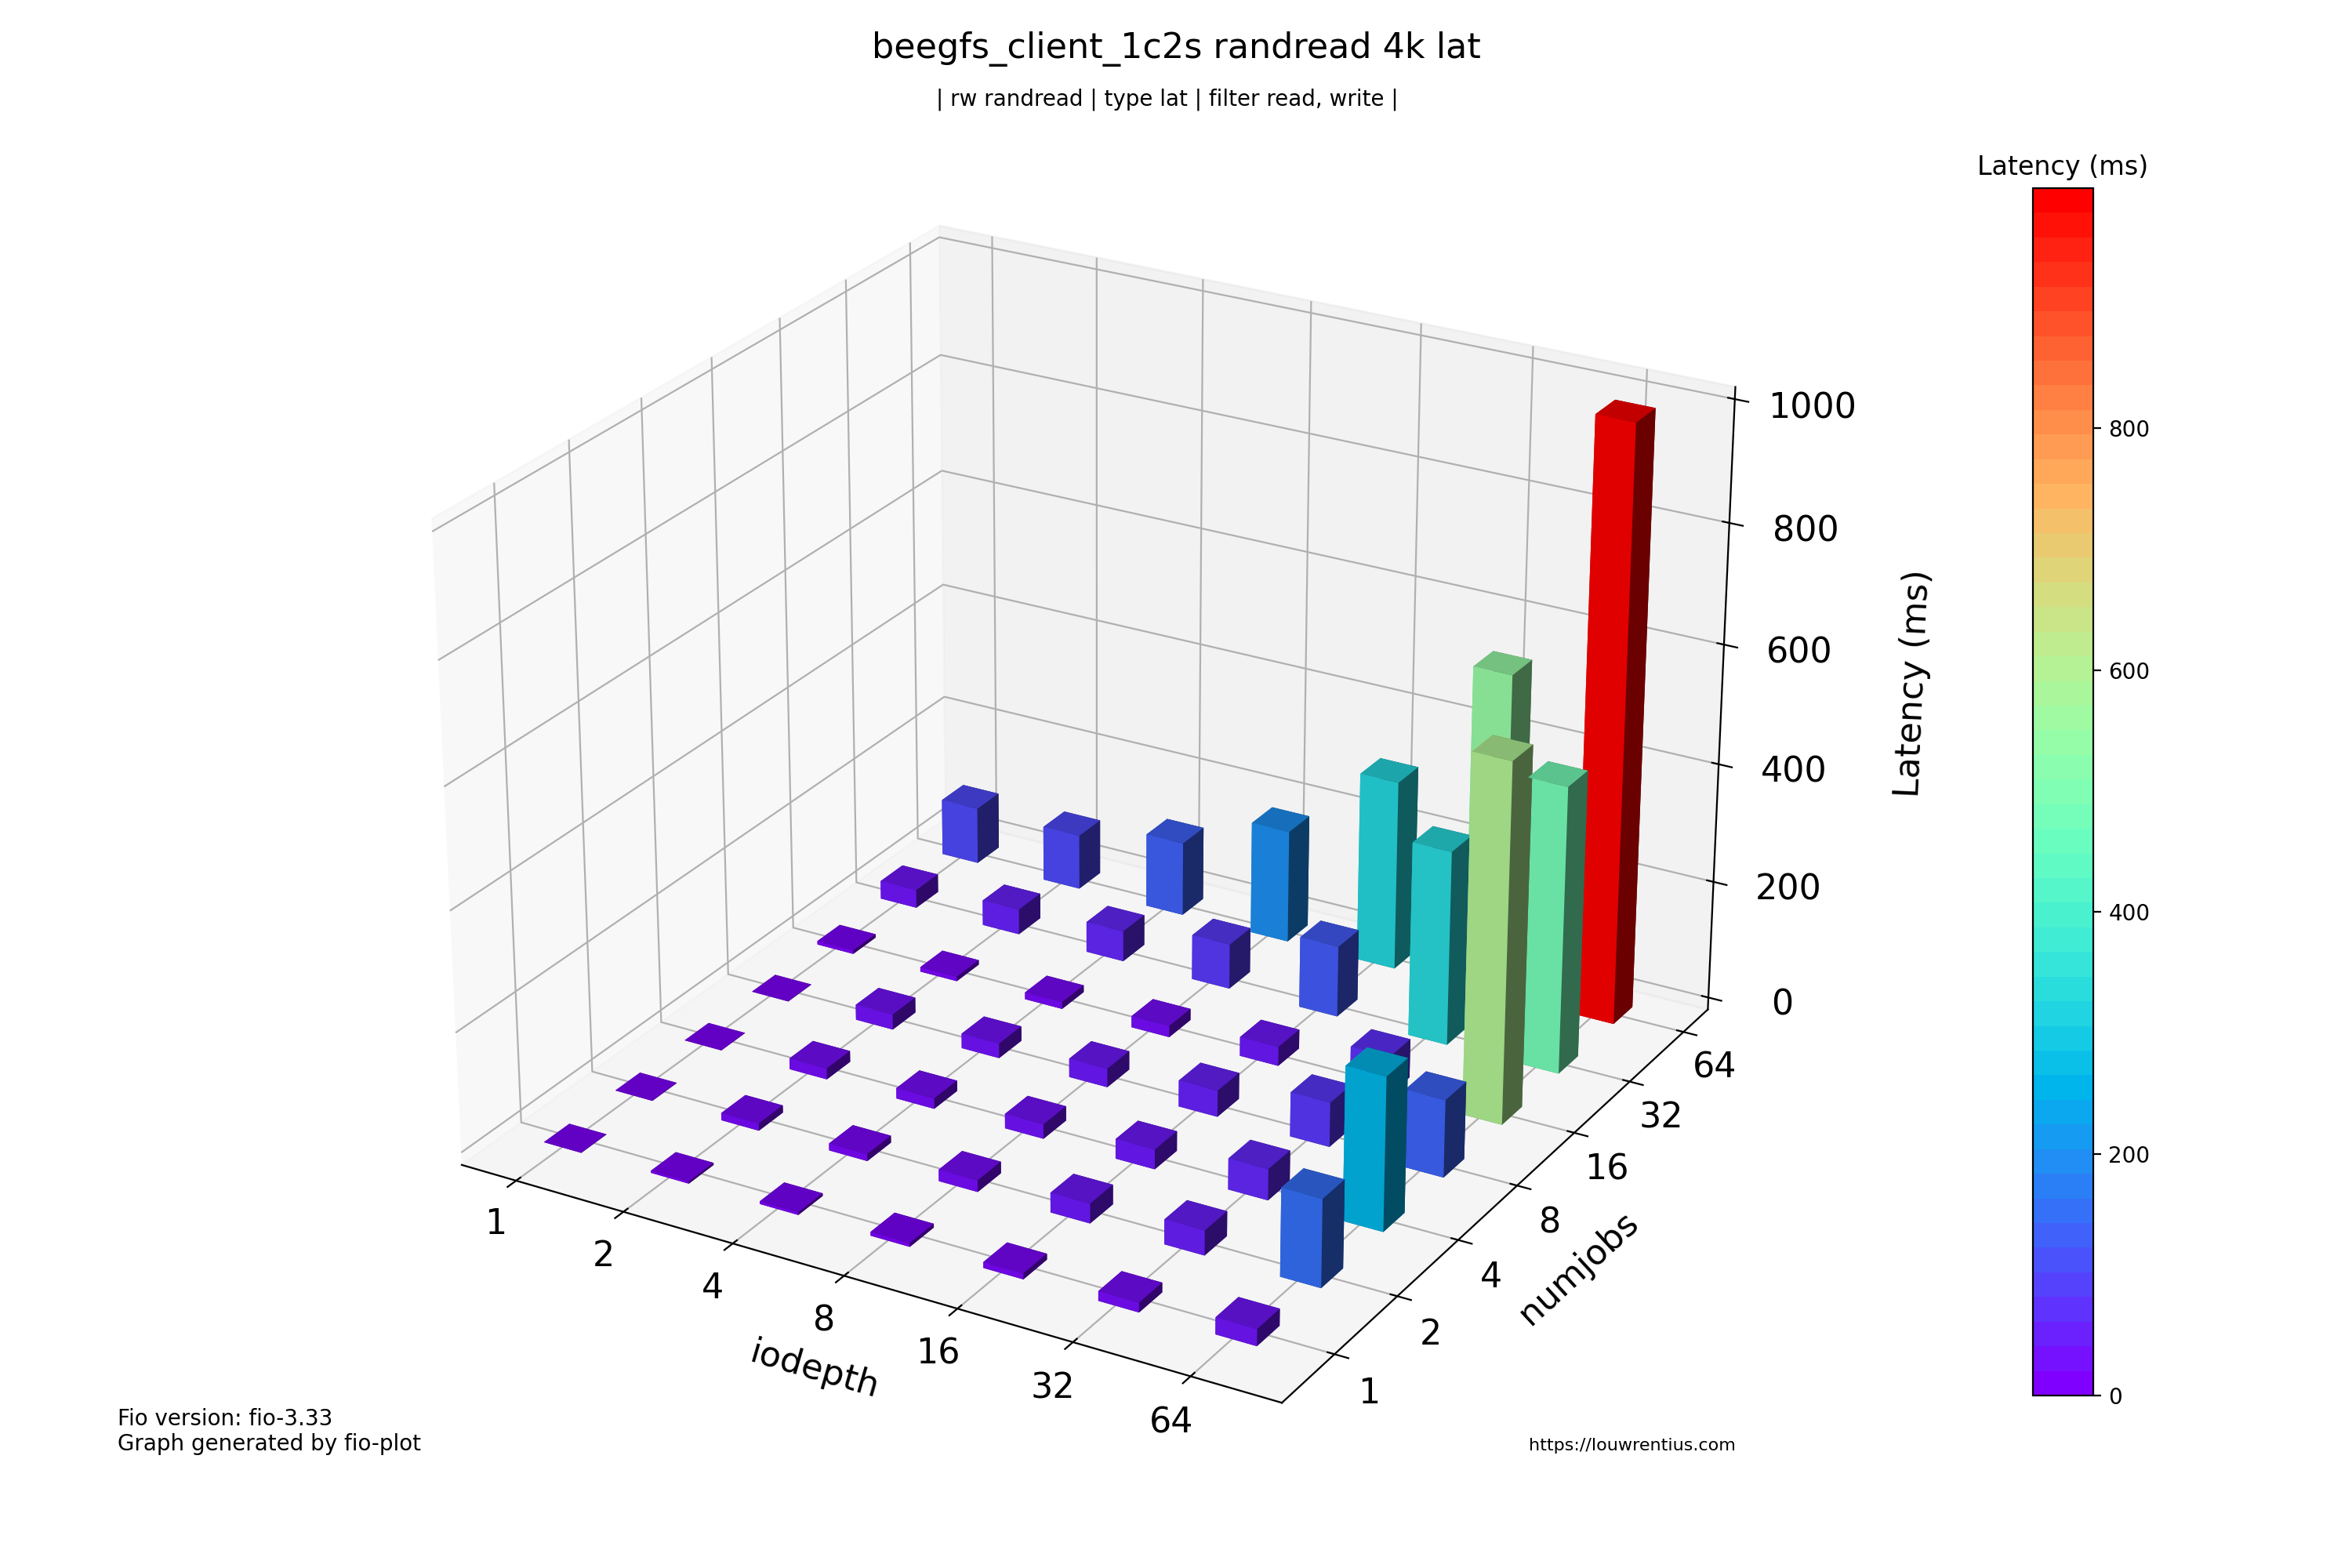 beegfs_client_1c2s randread 4k lat
| rw randread | type lat | filter read, write |
Latency (ms)
800
600
400
200
0
1000
800
600
400
200
0
Latency (ms)
64
32
16
8
4
2
1
numjobs
1
2
4
8
16
32
64
iodepth
Fio version: fio-3.33
Graph generated by fio-plot
https://louwrentius.com